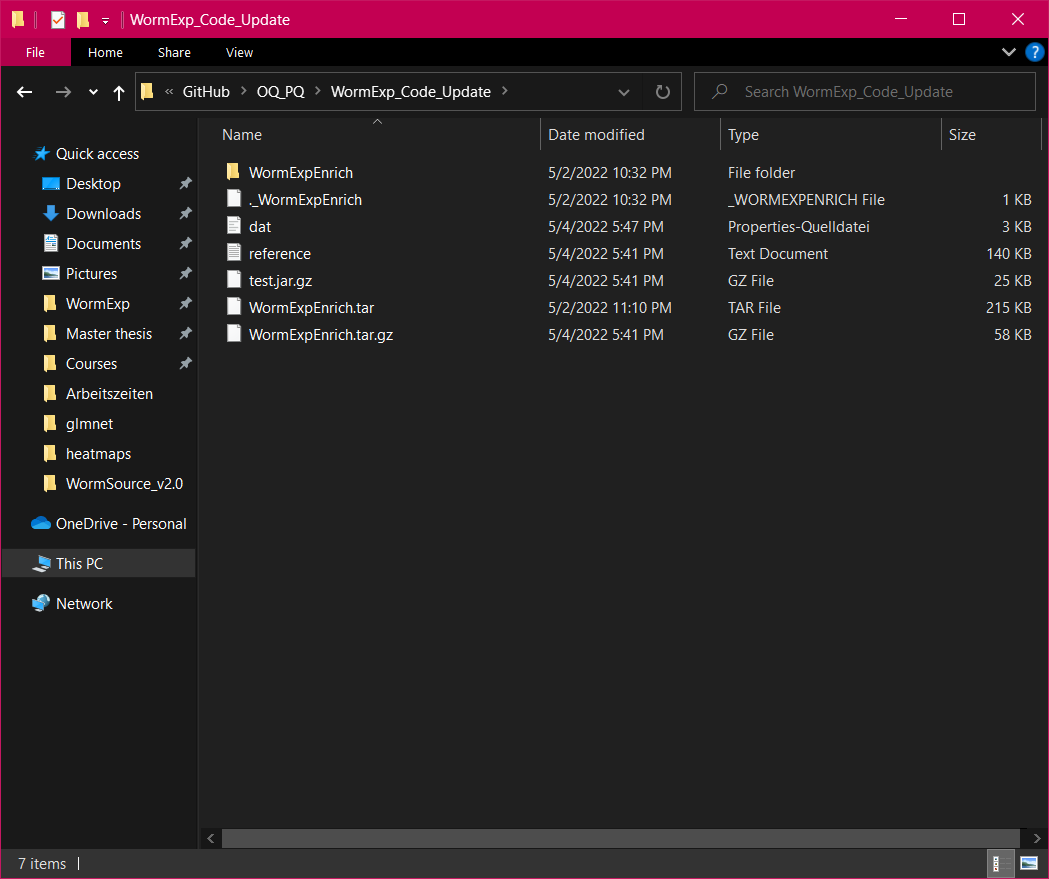 WormExp_Code_Update
File Home Share View
« GitHub OQ_PQ WormExp_Code_Update Search WormExp_Code_Update
Name Date modified Type Size
Quick access
Desktop
Downloads
Documents
Pictures
WormExp
Master thesis
Courses
Arbeitszeiten
glmnet
heatmaps
WormSource_v2.0
OneDrive - Personal
This PC
Network
WormExpEnrich 5/2/2022 10:32 PM File folder
._WormExpEnrich 5/2/2022 10:32 PM _WORMEXPENRICH File 1 KB
dat 5/4/2022 5:47 PM Properties-Quelldatei 3 KB
reference 5/4/2022 5:41 PM Text Document 140 KB
test.jar.gz 5/4/2022 5:41 PM GZ File 25 KB
WormExpEnrich.tar 5/2/2022 11:10 PM TAR File 215 KB
WormExpEnrich.tar.gz 5/4/2022 5:41 PM GZ File 58 KB
7 items